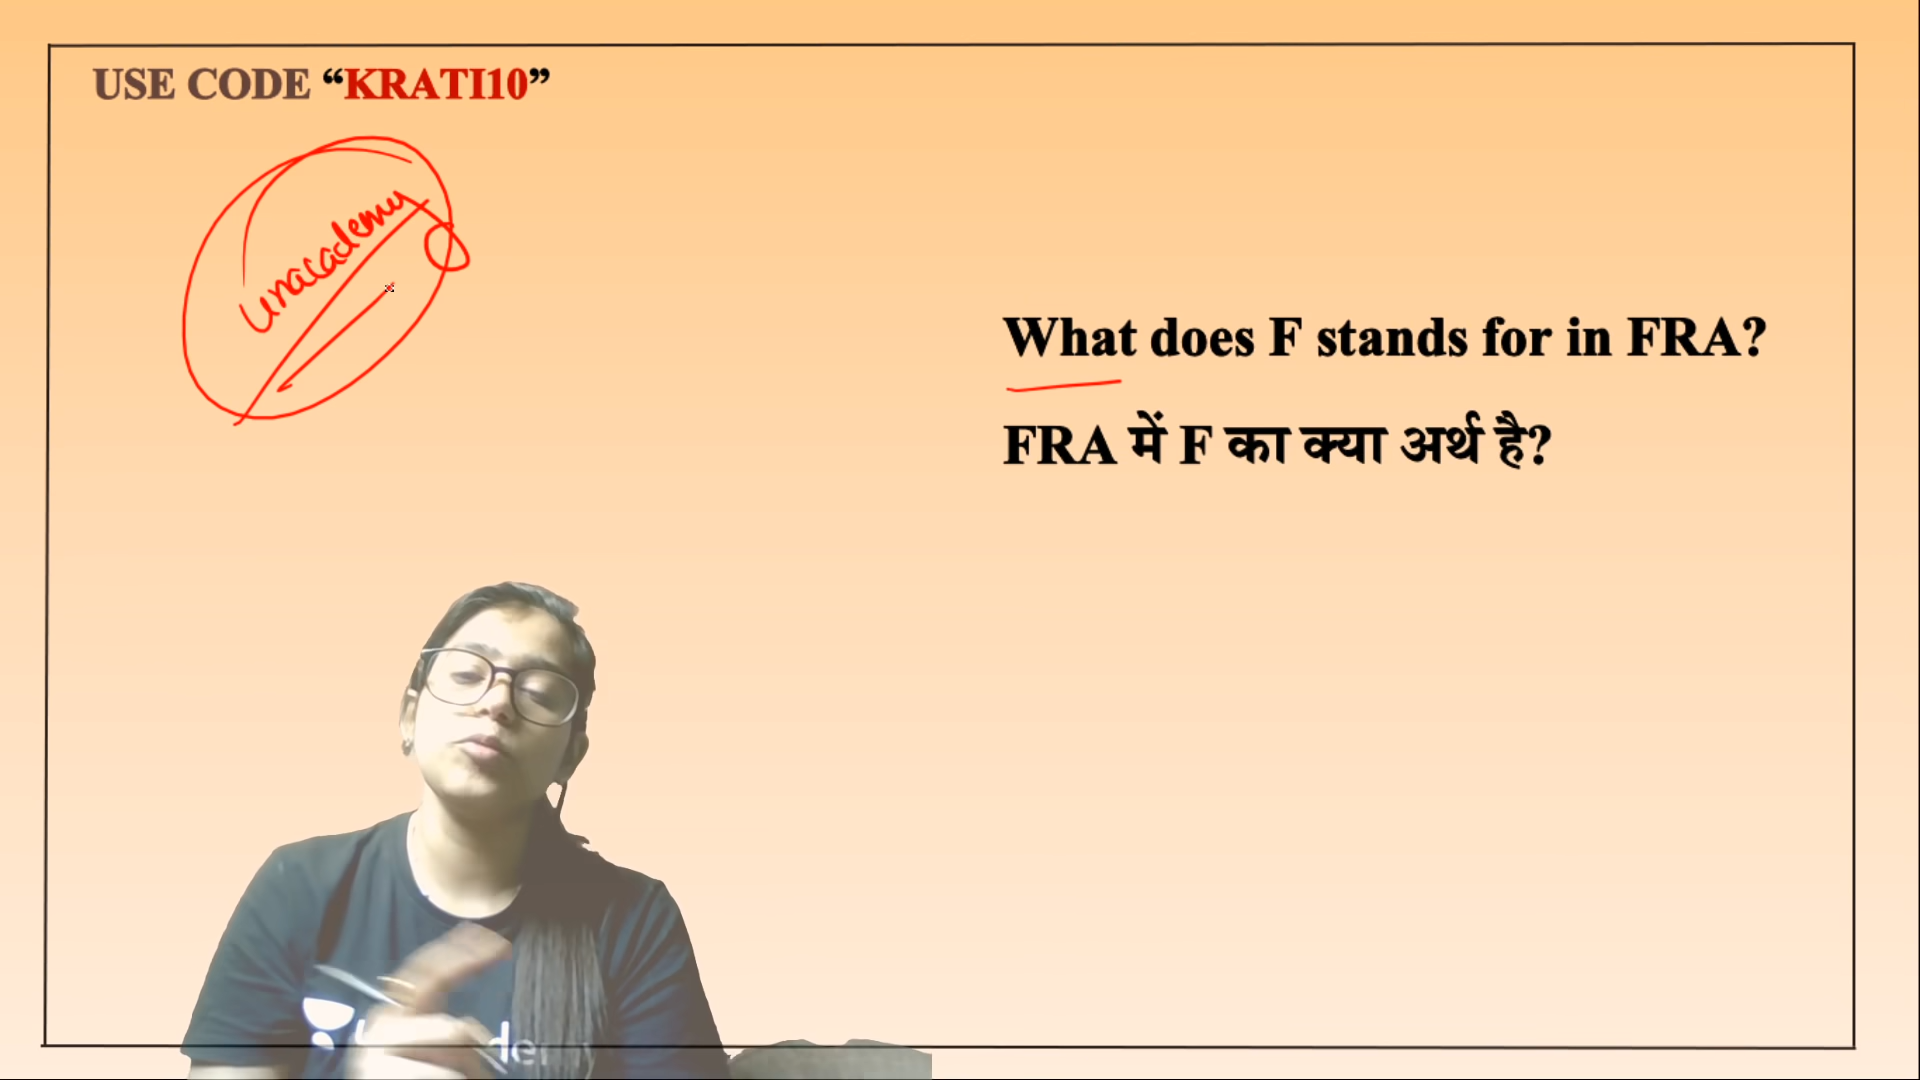 USE CODE “KRATI10”
unacademy
What does F stands for in FRA?
FRA में F का क्या अर्थ है?